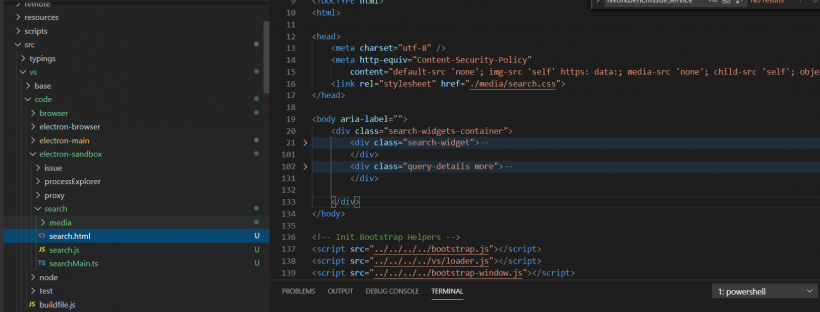 remote
resources
scripts
src
typings
vs
base
code
browser
electron-browser
electron-main
electron-sandbox
issue
processExplorer
proxy
search
media
<> search.html U
JS search.js U
TS searchMain.ts U
node
test
JS buildfile.js
9 <!DOCTYPE html>
10 <html>
11
12 <head>
13 <meta charset="utf-8" />
14 <meta http-equiv="Content-Security-Policy"
15 content="default-src 'none'; img-src 'self' https: data:; media-src 'none'; child-src 'self'; obje
16 <link rel="stylesheet" href="./media/search.css">
17 </head>
18
19 <body aria-label="">
20 <div class="search-widgets-container">
21 <div class="search-widget">…
101 </div>
102 <div class="query-details more">…
131 </div>
132
133 </div>
134 </body>
135
136 <!-- Init Bootstrap Helpers -->
137 <script src="../../../../bootstrap.js"></script>
138 <script src="../../../../vs/loader.js"></script>
139 <script src="../../../../bootstrap-window.js"></script>
IWorkbenchIssueService No results
PROBLEMS OUTPUT DEBUG CONSOLE TERMINAL 1: powershell